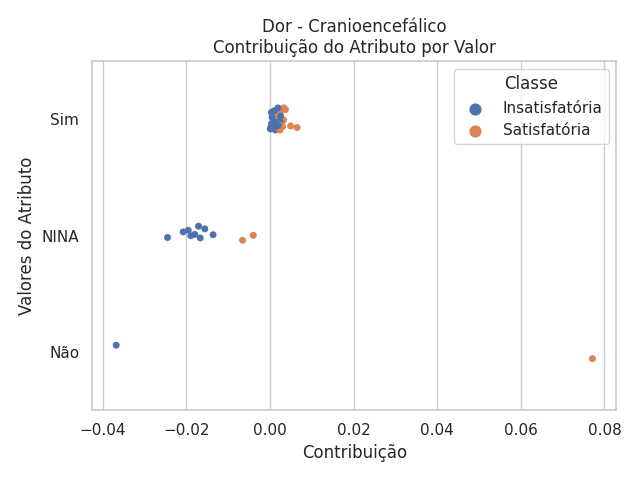 Dor - Cranioencefálico
Contribuição do Atributo por Valor
Classe
Insatisfatória
Satisfatória
Valores do Atributo
Sim
NINA
Não
−0.04
−0.02
0.00
0.02
0.04
0.06
0.08
Contribuição